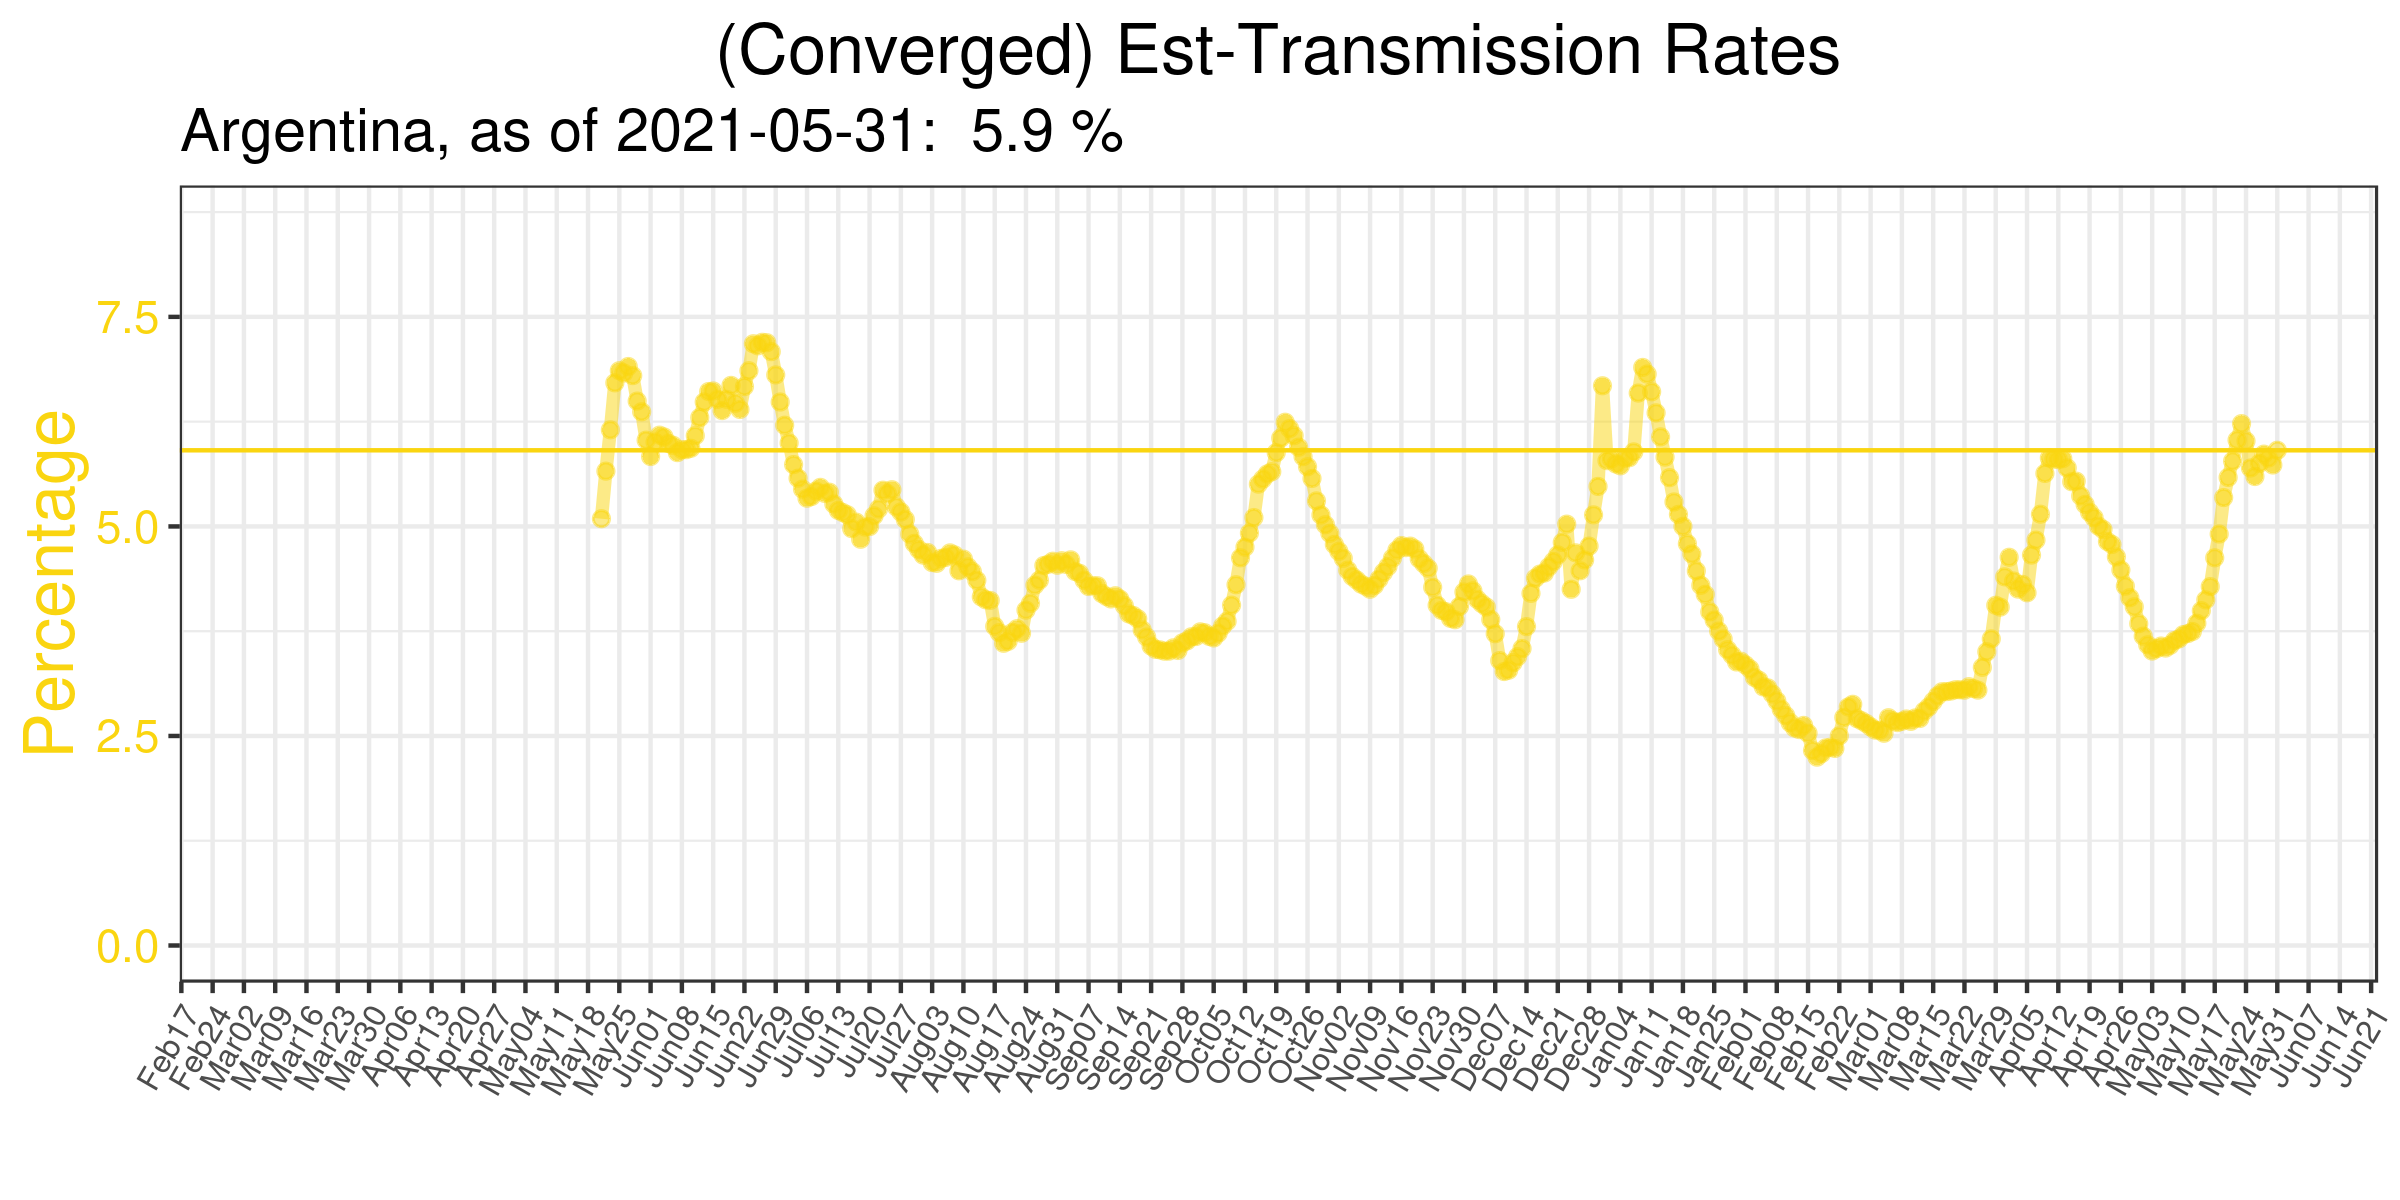 (Converged) Est-Transmission Rates
Argentina, as of 2021-05-31:  5.9 %
Percentage
7.5
5.0
2.5
0.0
Feb17
Feb24
Mar02
Mar09
Mar16
Mar23
Mar30
Apr06
Apr13
Apr20
Apr27
May04
May11
May18
May25
Jun01
Jun08
Jun15
Jun22
Jun29
Jul06
Jul13
Jul20
Jul27
Aug03
Aug10
Aug17
Aug24
Aug31
Sep07
Sep14
Sep21
Sep28
Oct05
Oct12
Oct19
Oct26
Nov02
Nov09
Nov16
Nov23
Nov30
Dec07
Dec14
Dec21
Dec28
Jan04
Jan11
Jan18
Jan25
Feb01
Feb08
Feb15
Feb22
Mar01
Mar08
Mar15
Mar22
Mar29
Apr05
Apr12
Apr19
Apr26
May03
May10
May17
May24
May31
Jun07
Jun14
Jun21